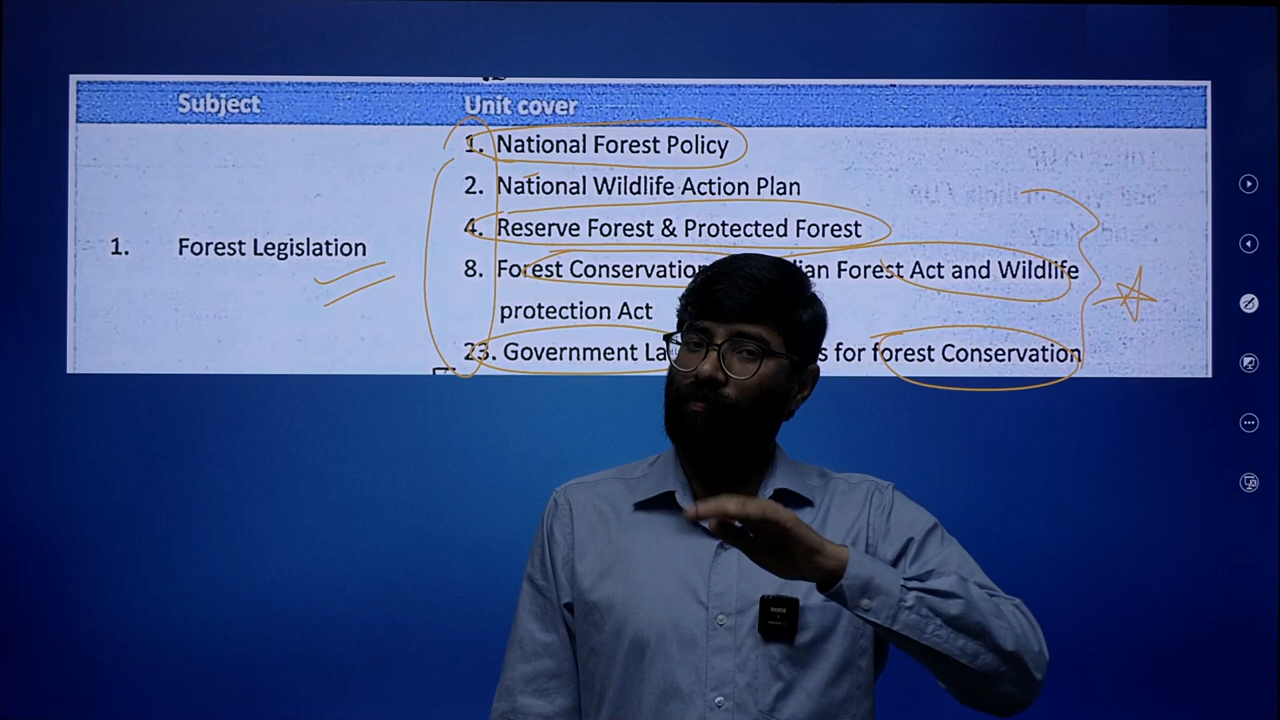 Subject Unit cover
1. National Forest Policy
2. National Wildlife Action Plan
1. Forest Legislation 4. Reserve Forest & Protected Forest
8. Forest Conservation Forest Act and Wildlife
protection Act
23. Government for forest Conservation
RODE